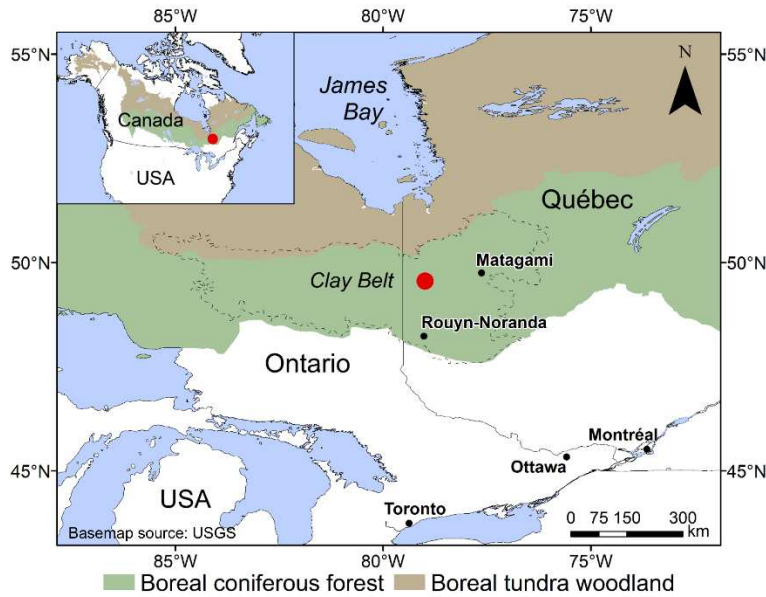 85°W 80°W 75°W
55°N
55°N
N
James
Bay
Canada
USA
Québec
50°N
50°N
Matagami
Clay Belt
Rouyn-Noranda
Ontario
Montréal
45°N
45°N
Ottawa
USA
Toronto
0 75 150 300
km
Basemap source: USGS
85°W 80°W 75°W
Boreal coniferous forest Boreal tundra woodland